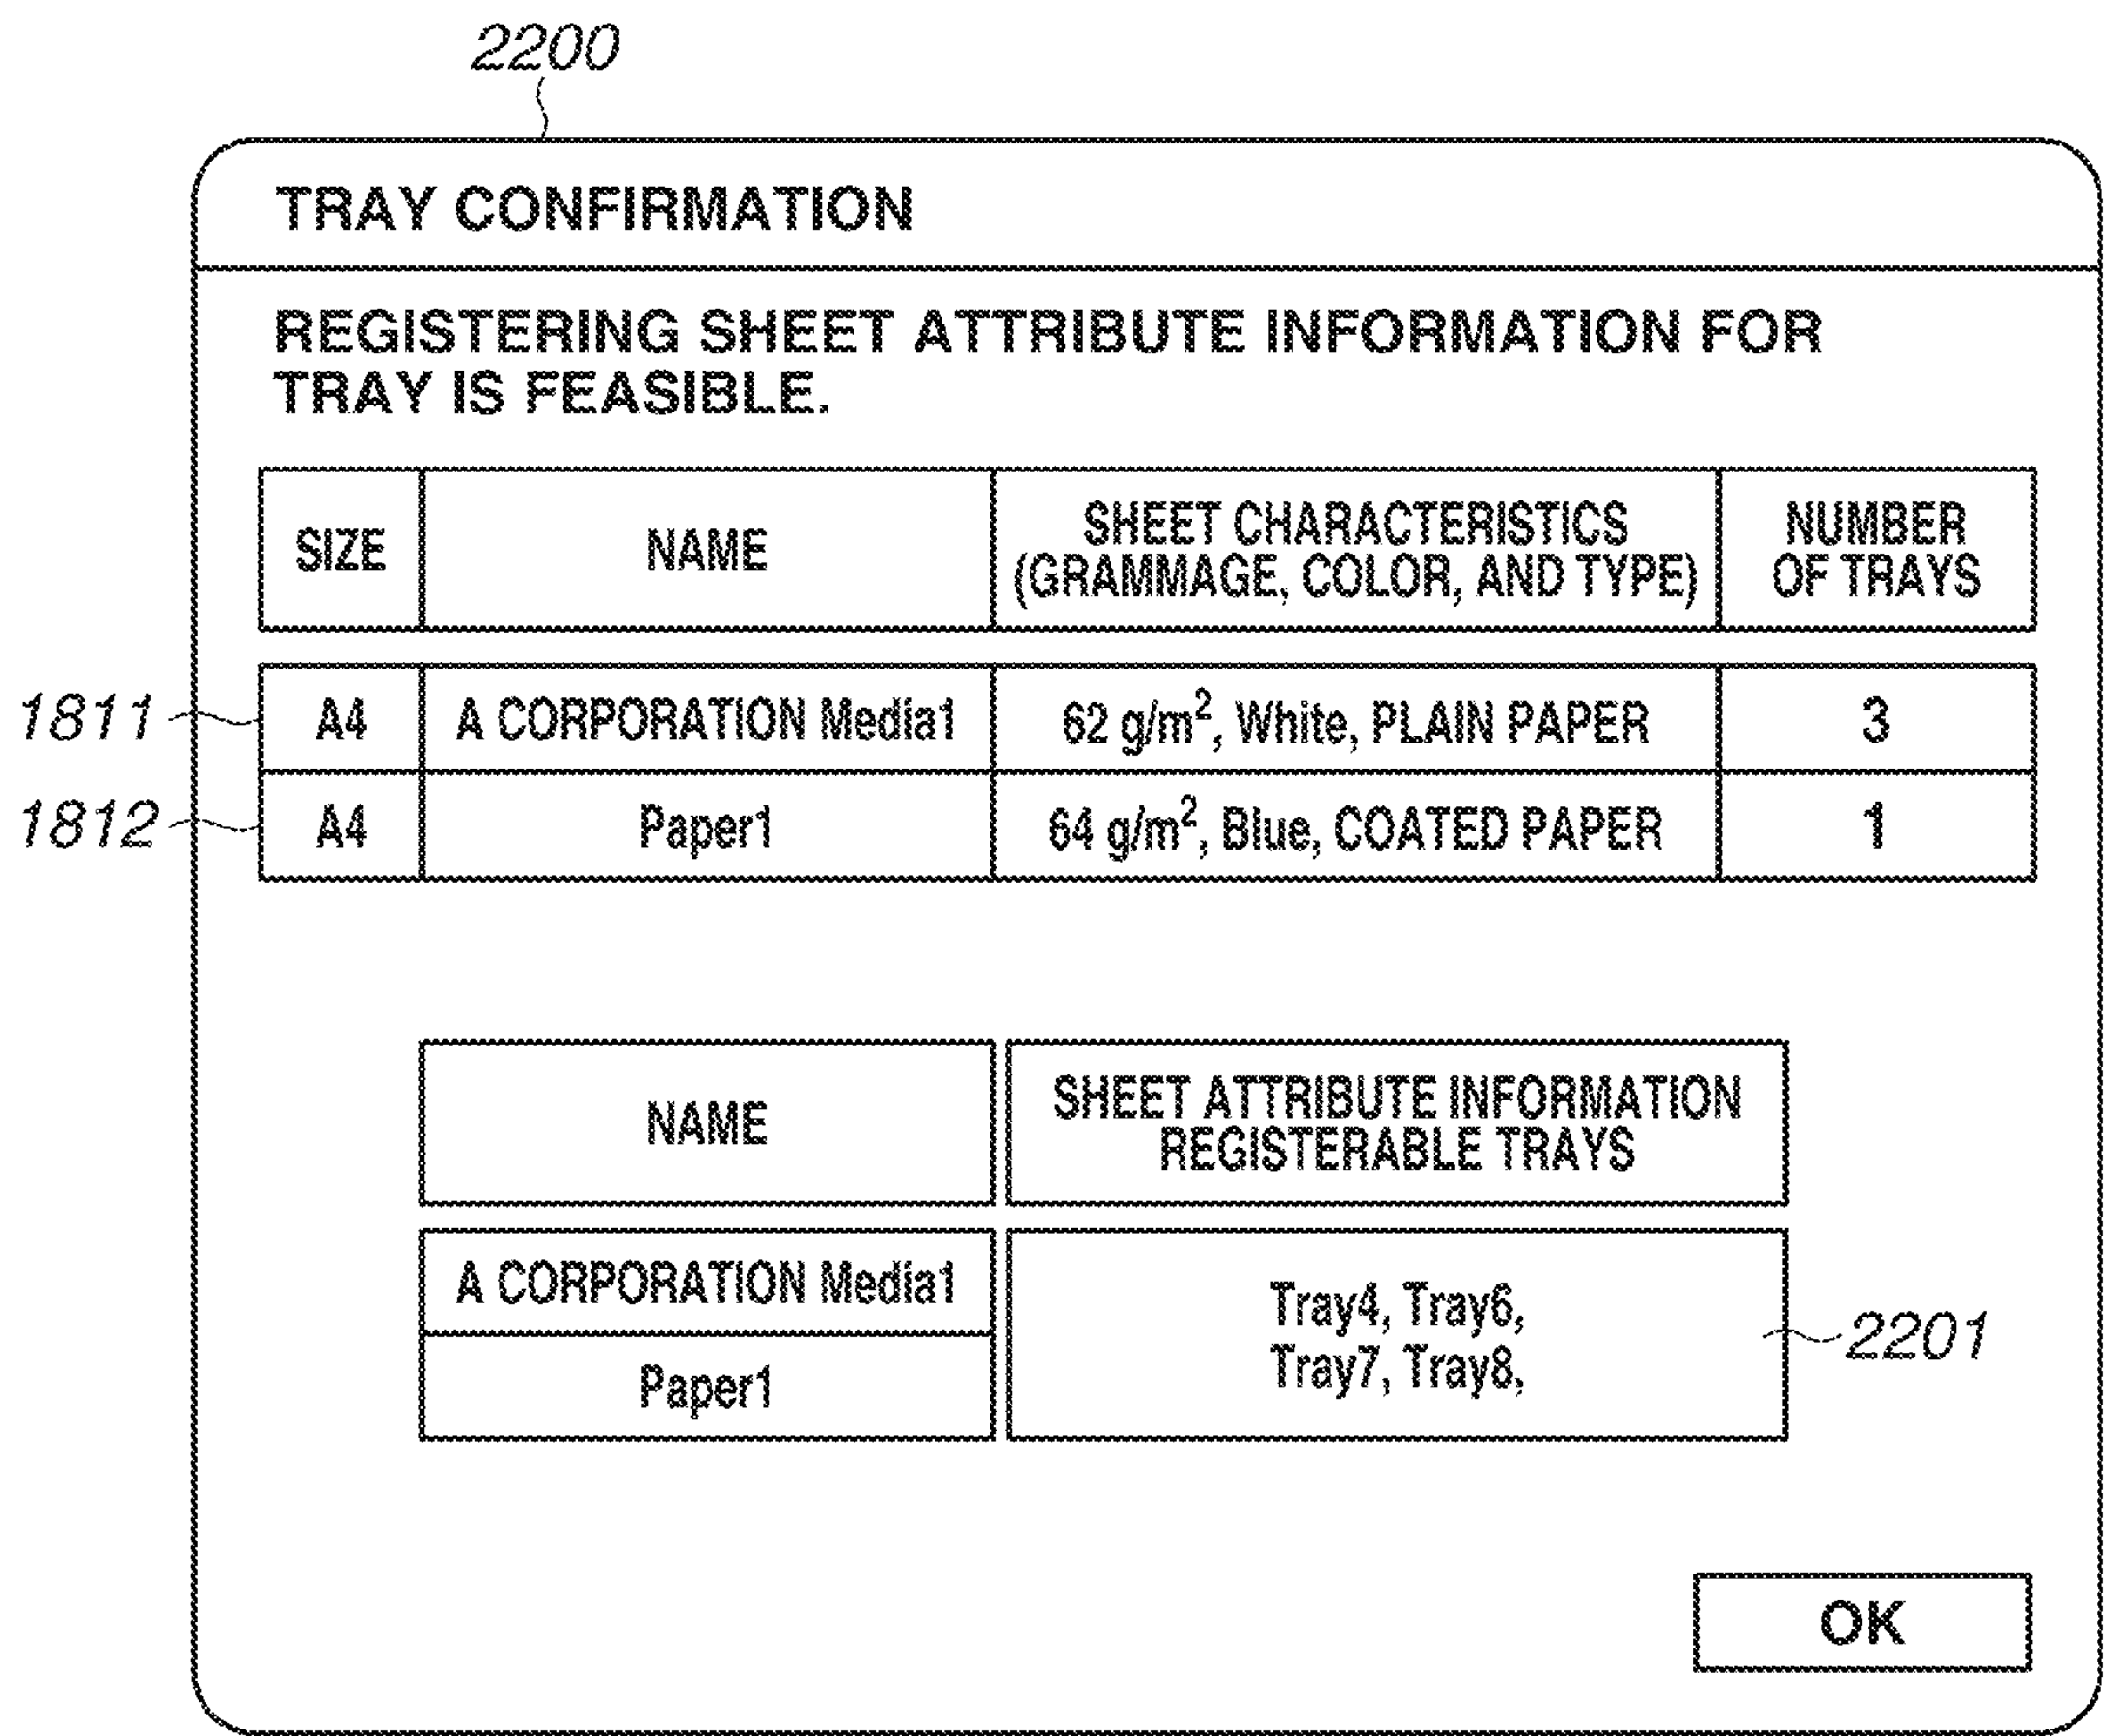 2200
TRAY CONFIRMATION
REGISTERING SHEET ATTRIBUTE INFORMATION FOR
TRAY IS FEASIBLE.
SIZE NAME SHEET CHARACTERISTICS (GRAMMAGE, COLOR, AND TYPE) NUMBER OF TRAYS
1811 A4 A CORPORATION Media1 62 g/m², White, PLAIN PAPER 3
1812 A4 Paper1 64 g/m², Blue, COATED PAPER 1
NAME SHEET ATTRIBUTE INFORMATION REGISTERABLE TRAYS
A CORPORATION Media1
Paper1
Tray4, Tray6,
Tray7, Tray8,
2201
OK